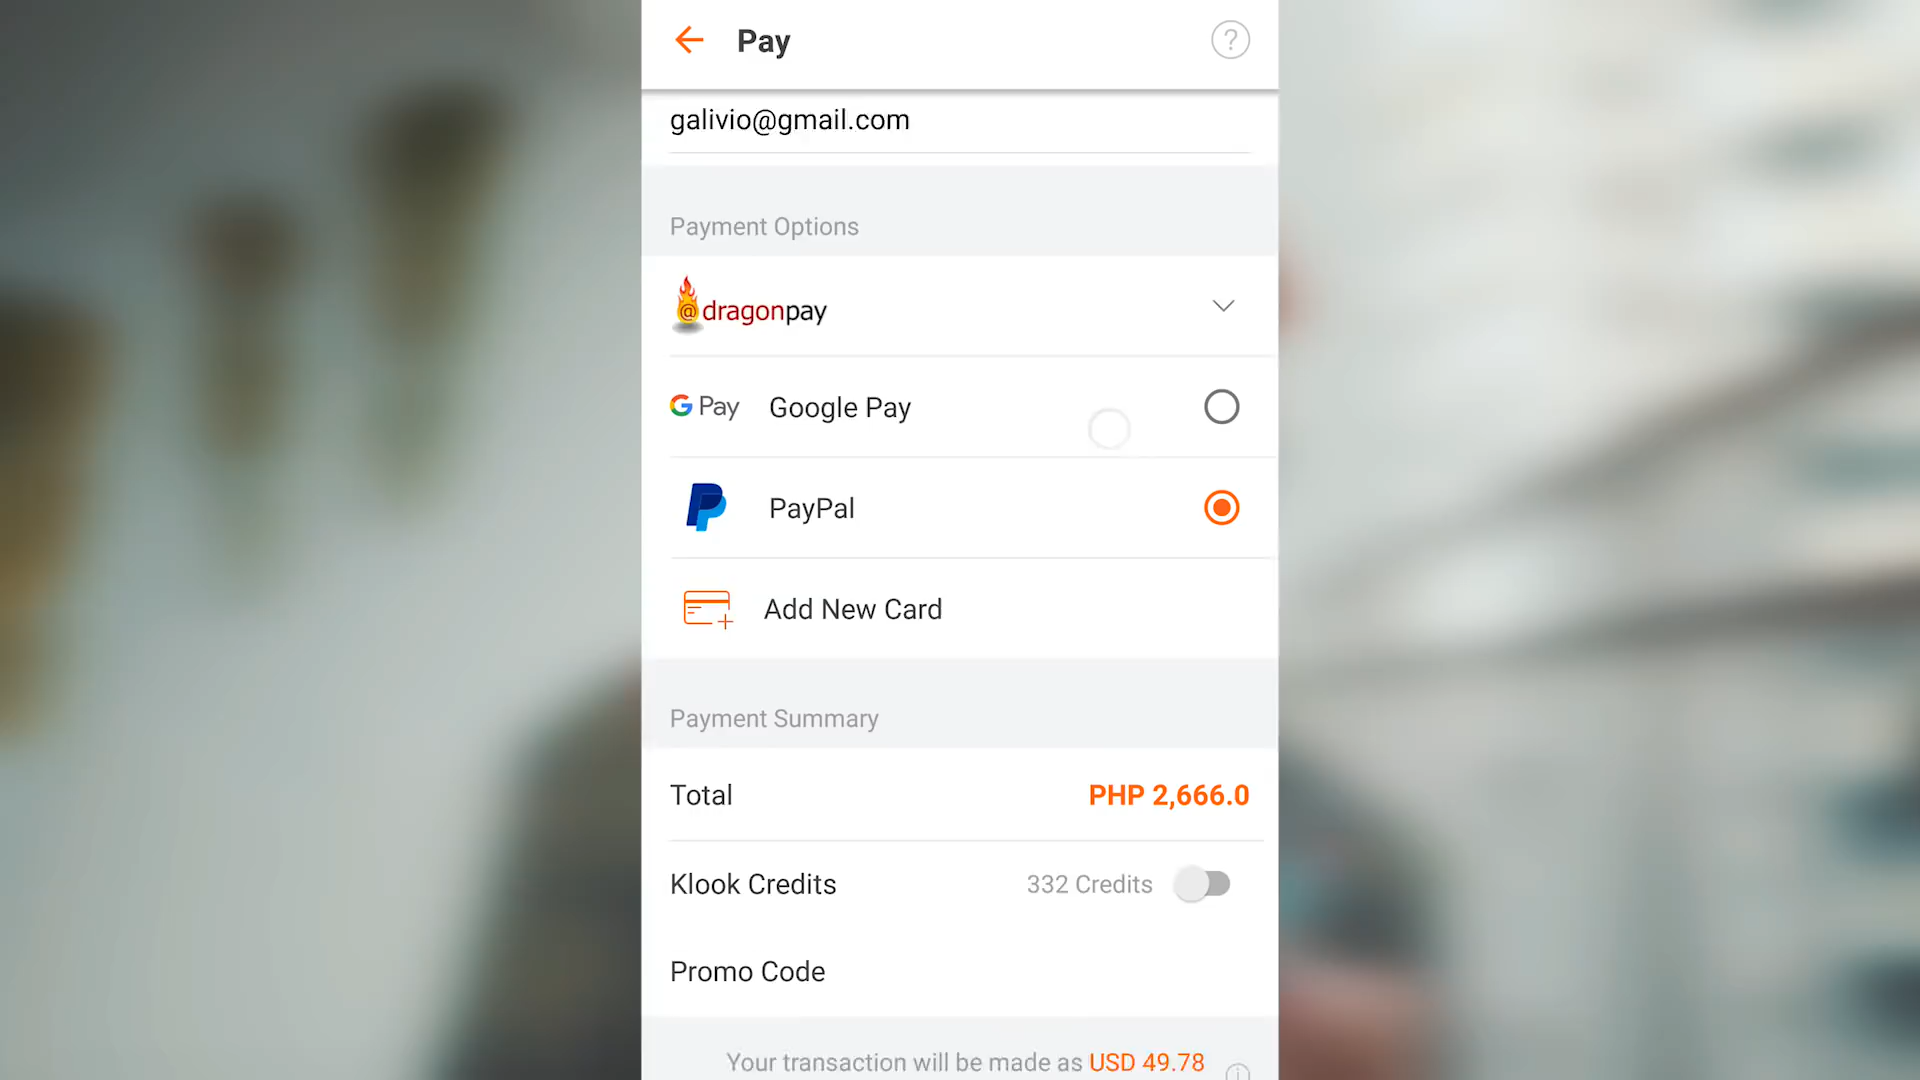 Pay
?
galivio@gmail.com
Payment Options
@dragonpay
G Pay Google Pay
PayPal
Add New Card
Payment Summary
Total PHP 2,666.0
Klook Credits 332 Credits
Promo Code
Your transaction will be made as USD 49.78